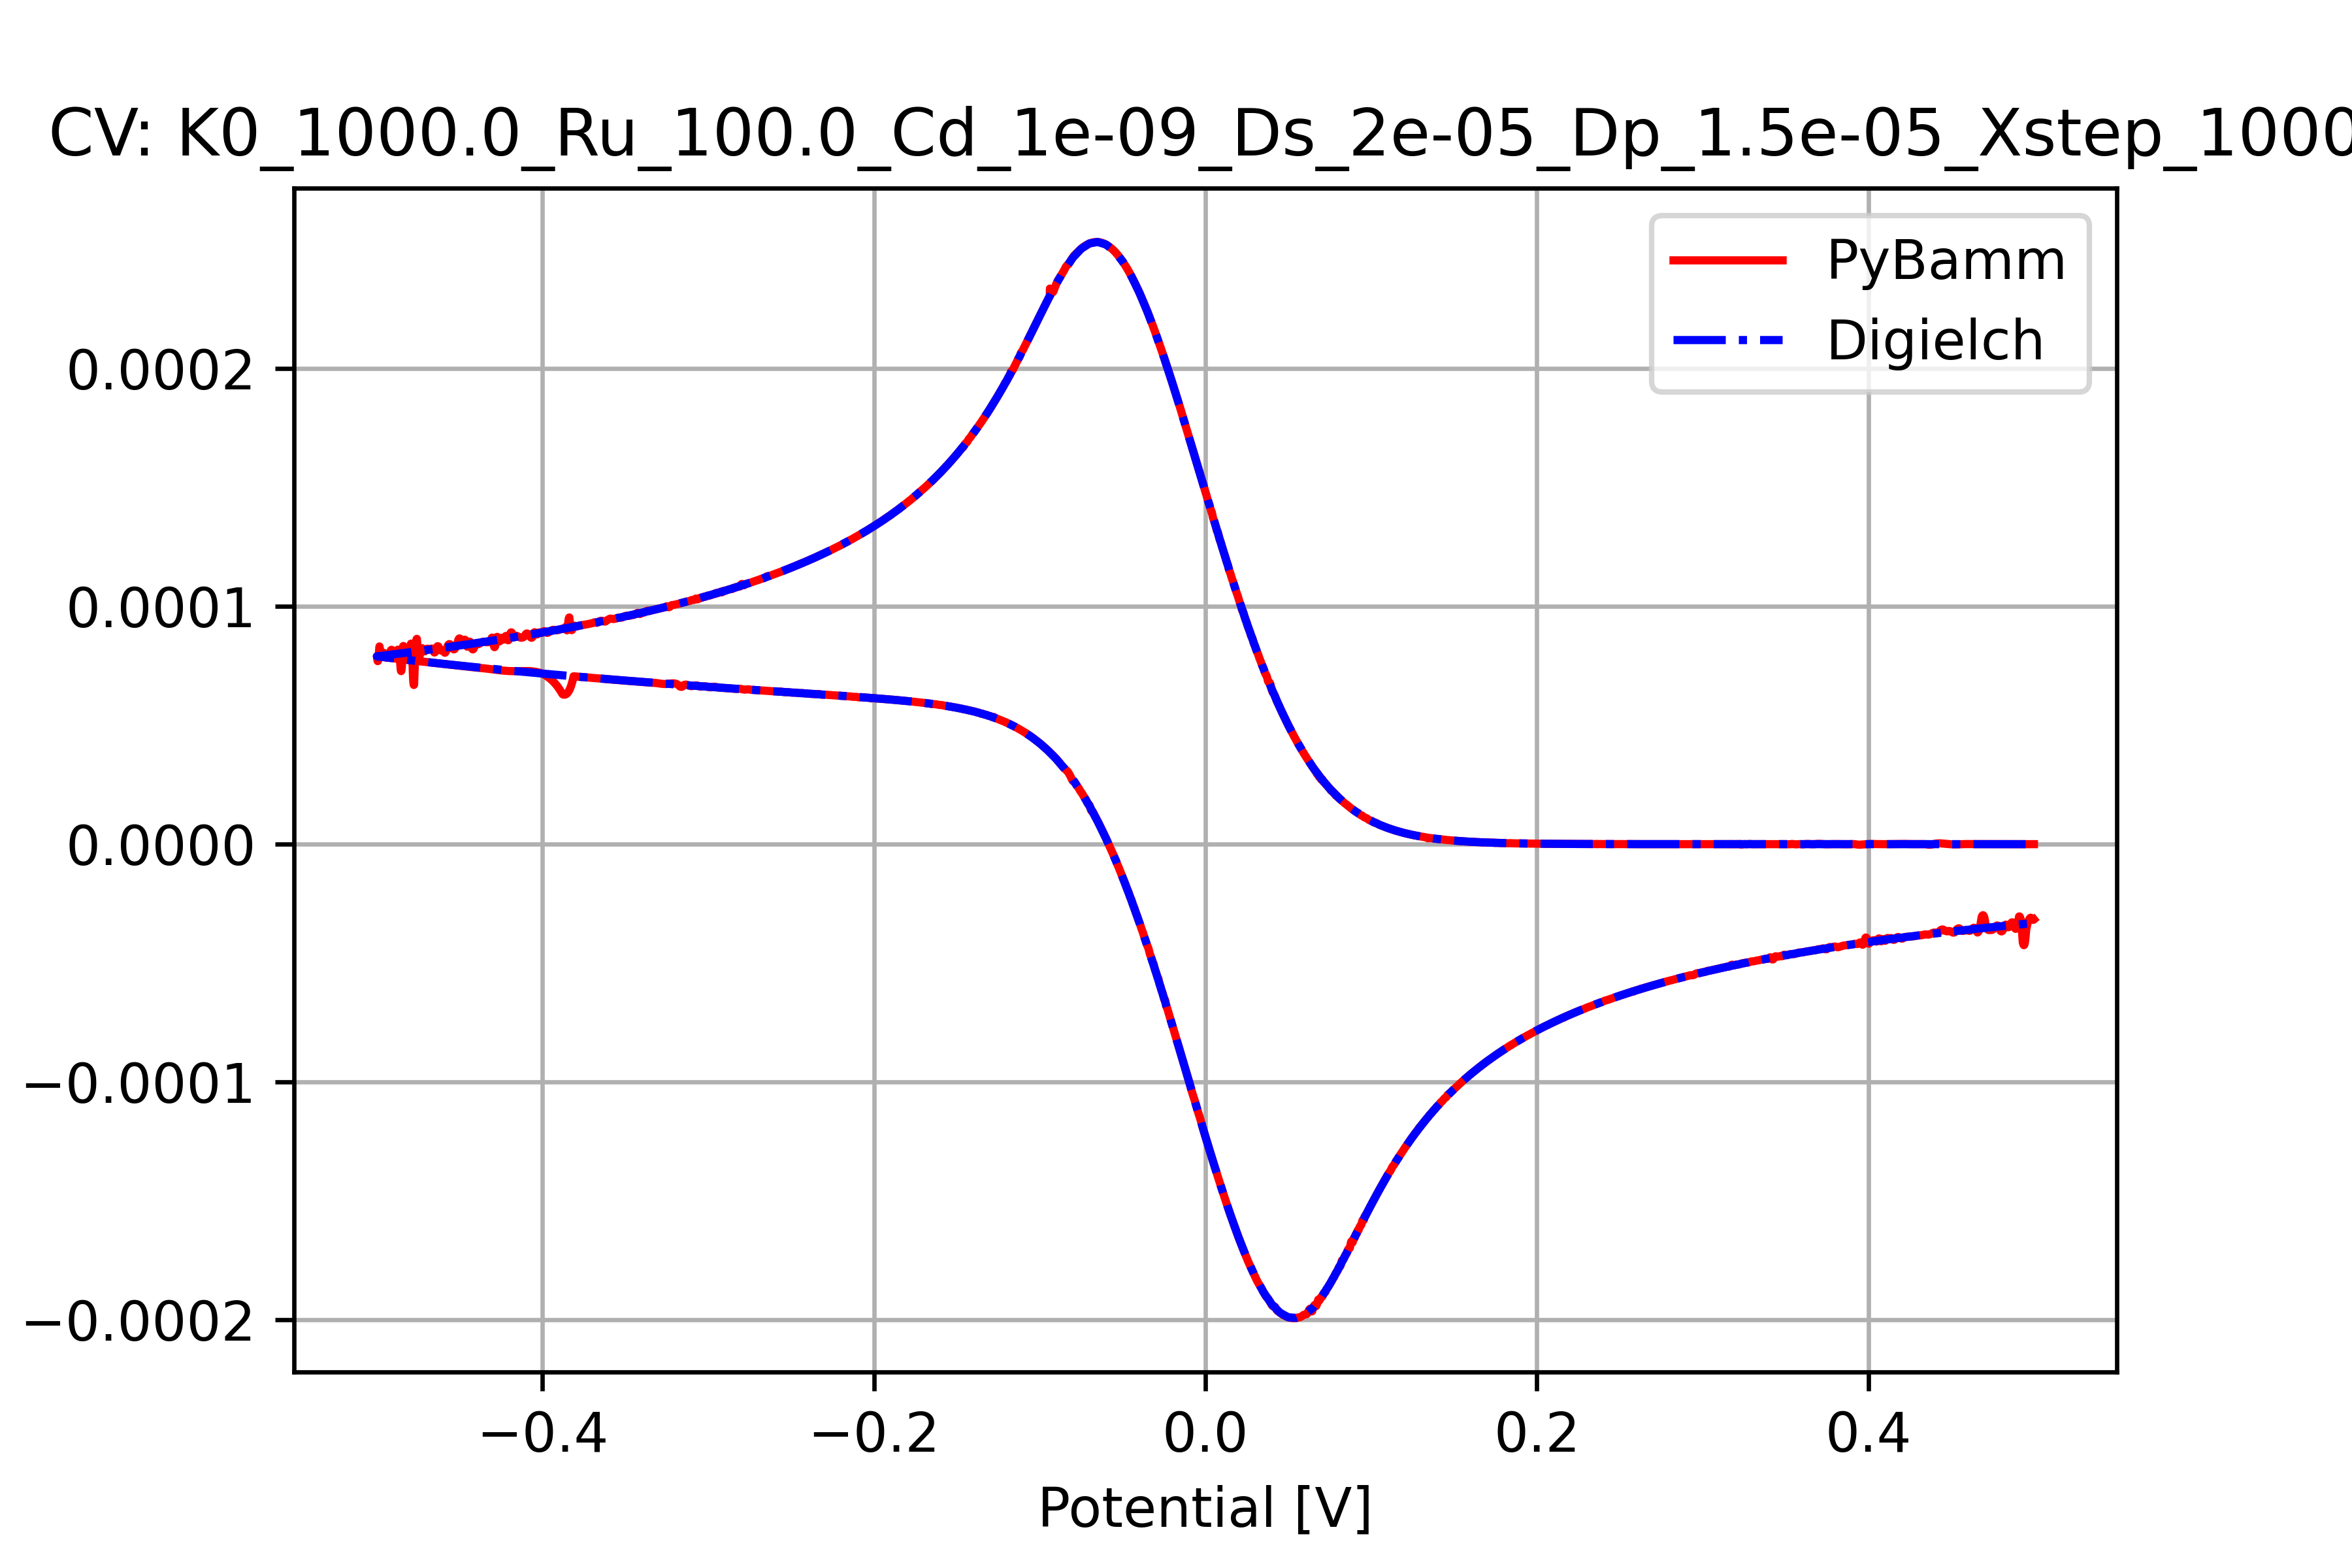 CV: K0_1000.0_Ru_100.0_Cd_1e-09_Ds_2e-05_Dp_1.5e-05_Xstep_1000
PyBamm
Digielch
0.0002
0.0001
0.0000
−0.0001
−0.0002
−0.4
−0.2
0.0
0.2
0.4
Potential [V]